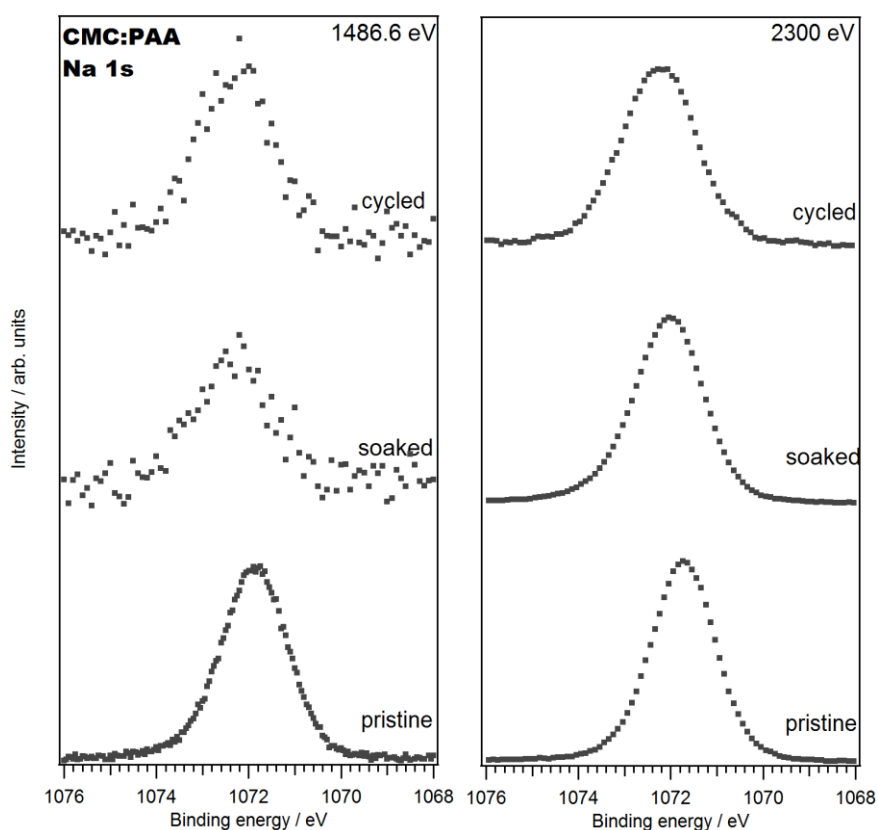 CMC:PAA
Na 1s
1486.6 eV
cycled
soaked
pristine
Intensity / arb. units
1076 1074 1072 1070 1068
Binding energy / eV
2300 eV
cycled
soaked
pristine
1076 1074 1072 1070 1068
Binding energy / eV